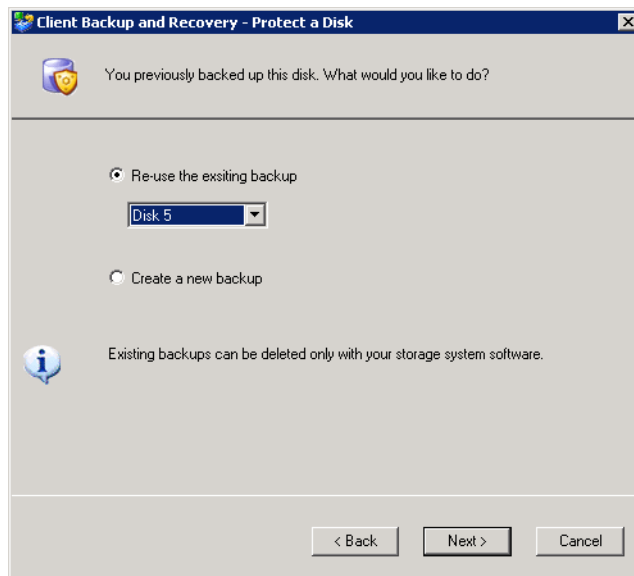 Client Backup and Recovery - Protect a Disk
You previously backed up this disk. What would you like to do?
Re-use the exsiting backup
Disk 5
Create a new backup
Existing backups can be deleted only with your storage system software.
< Back Next > Cancel